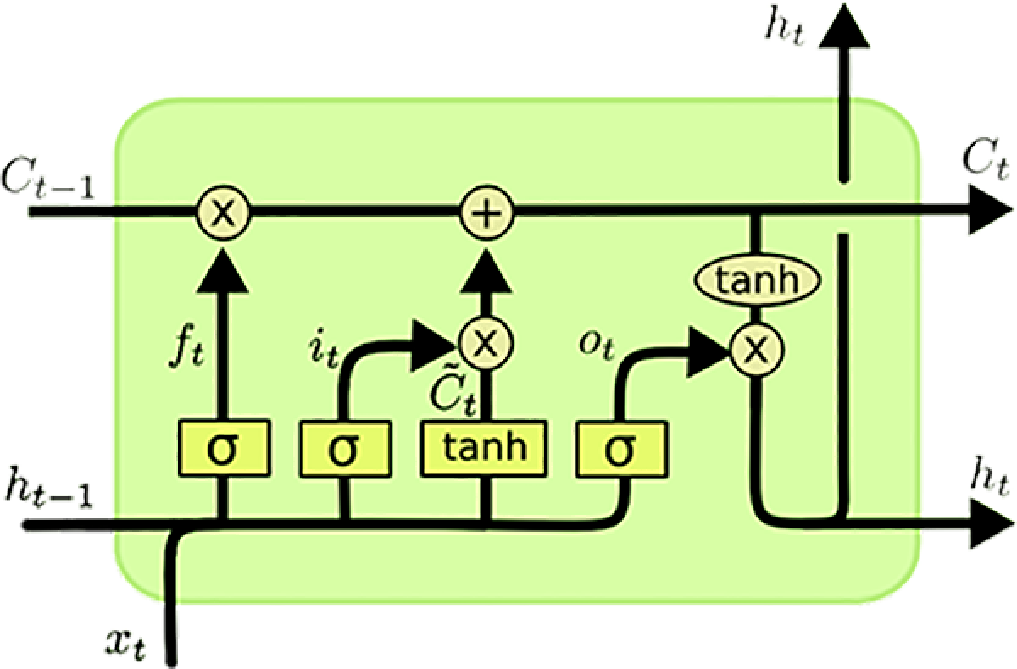 h_t
C_{t-1}
C_t
x
+
tanh
f_t
i_t
x
o_t
x
\tilde{C}_t
σ
σ
tanh
σ
h_{t-1}
h_t
x_t